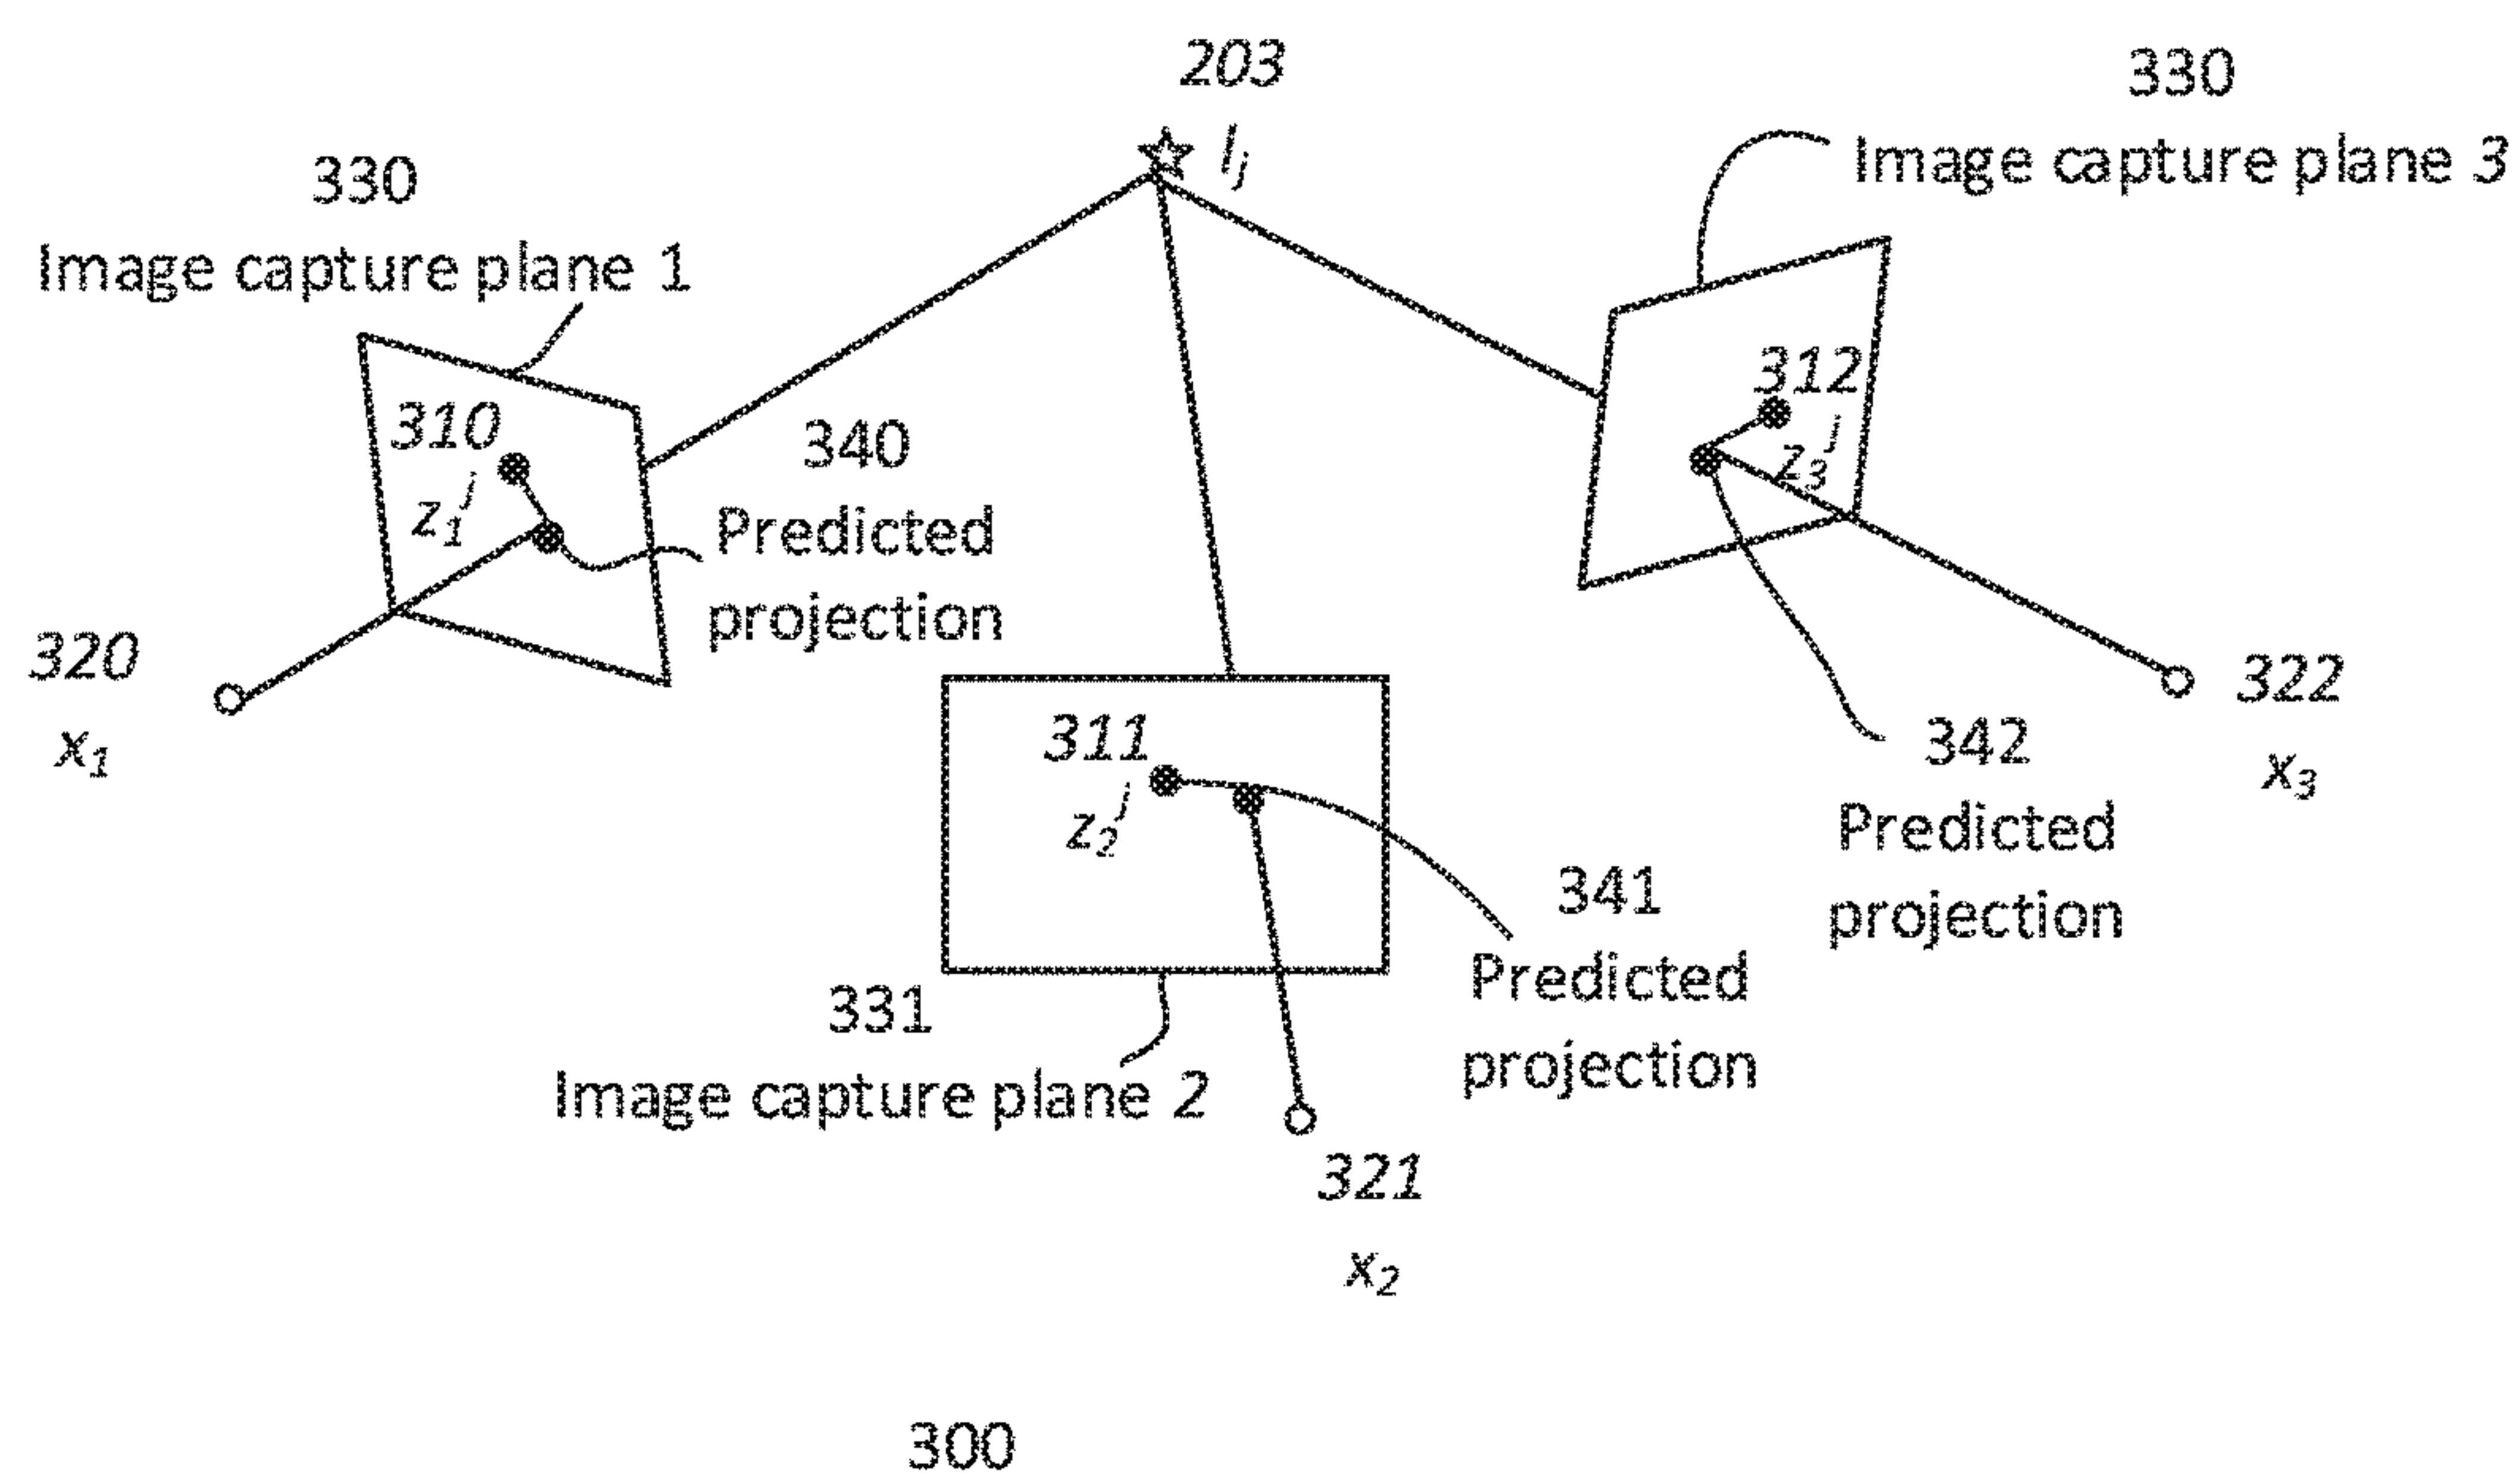 203
l_j
330
Image capture plane 3
330
Image capture plane 1
312
z_3^j
310
z_1^j
340
Predicted
projection
320
x_1
322
x_3
311
z_2^j
342
Predicted
projection
341
Predicted
projection
331
Image capture plane 2
321
x_2
300